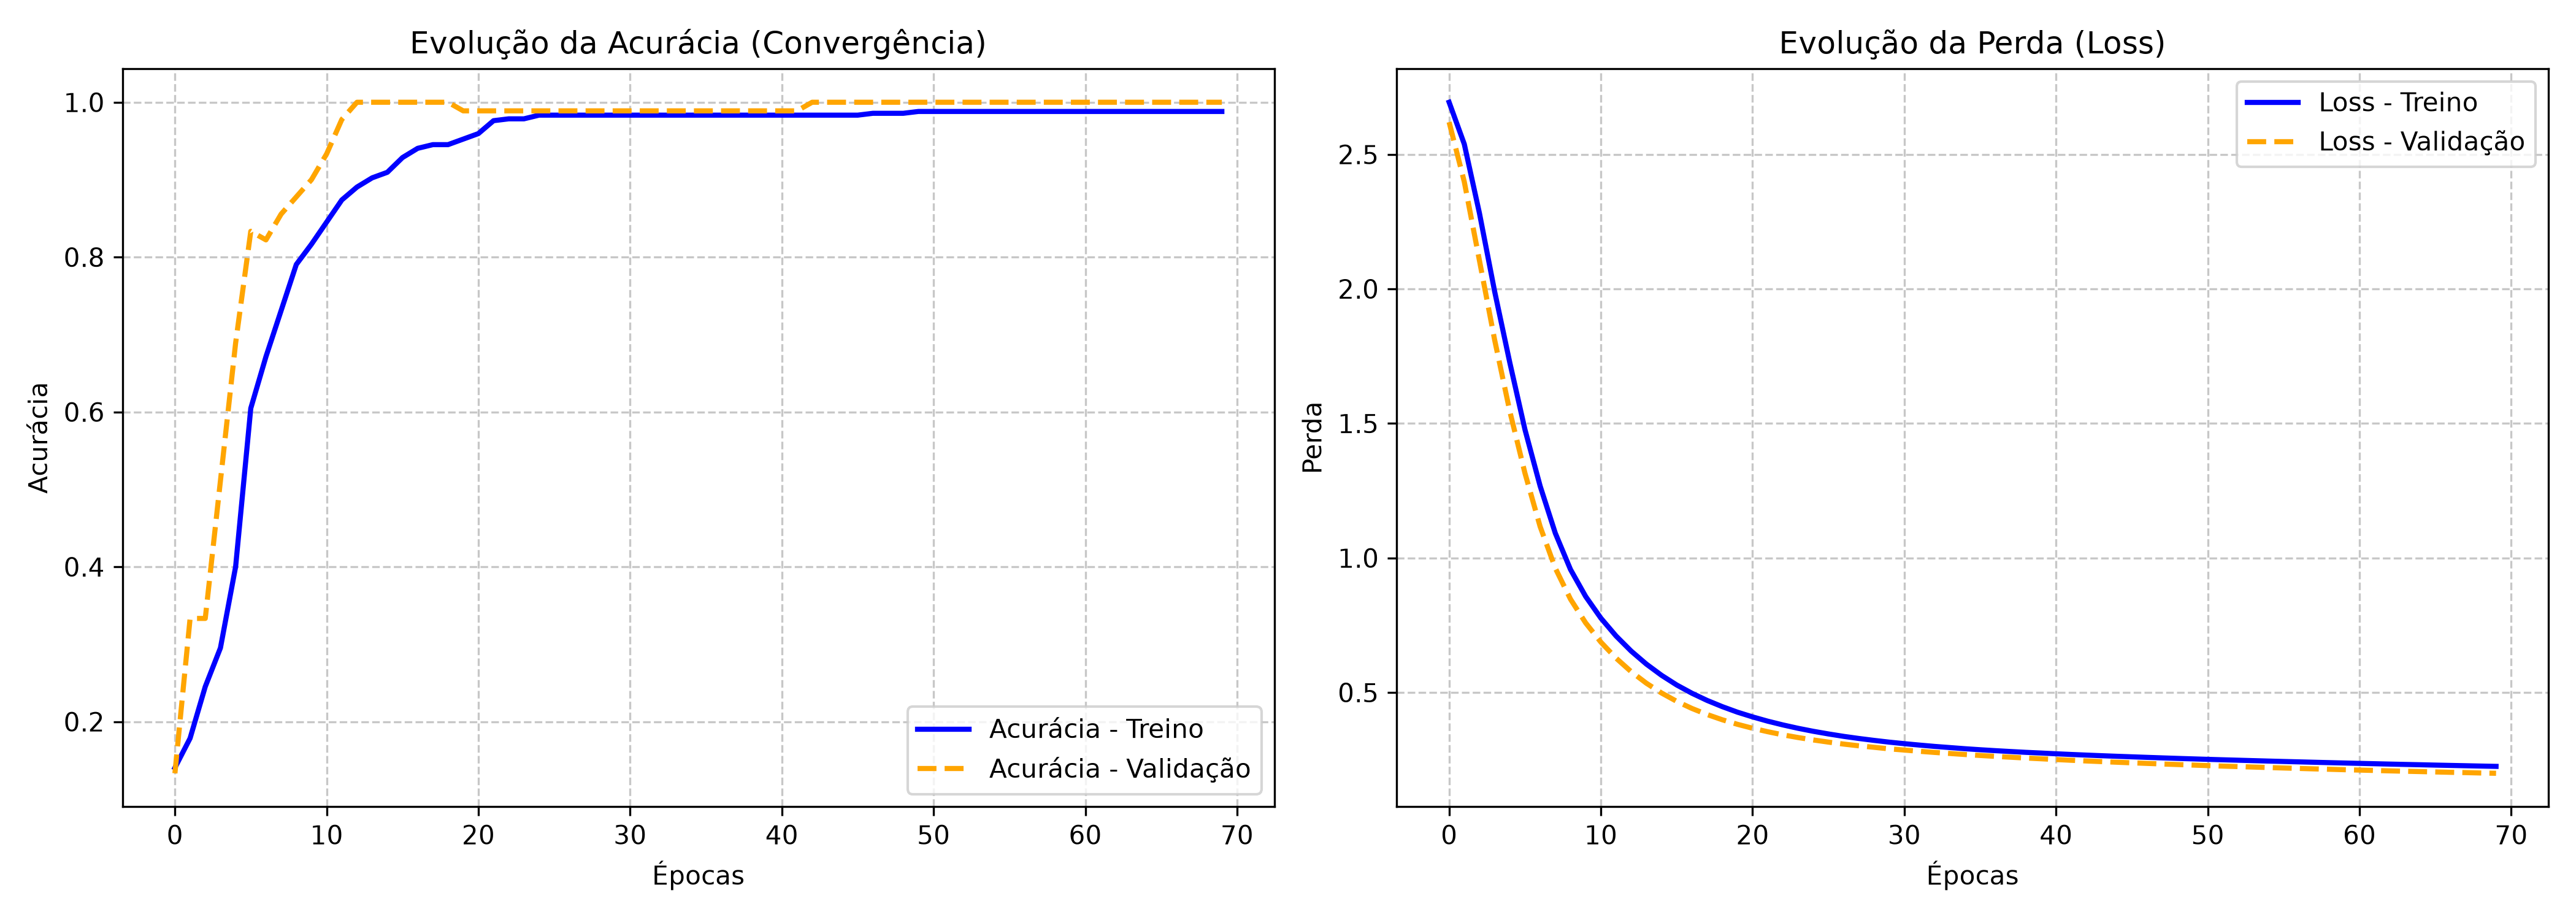 Evolução da Acurácia (Convergência)
1.0
0.8
0.6
0.4
0.2
Acurácia
0 10 20 30 40 50 60 70
Épocas
Acurácia - Treino
Acurácia - Validação
Evolução da Perda (Loss)
2.5
2.0
1.5
1.0
0.5
Perda
0 10 20 30 40 50 60 70
Épocas
Loss - Treino
Loss - Validação